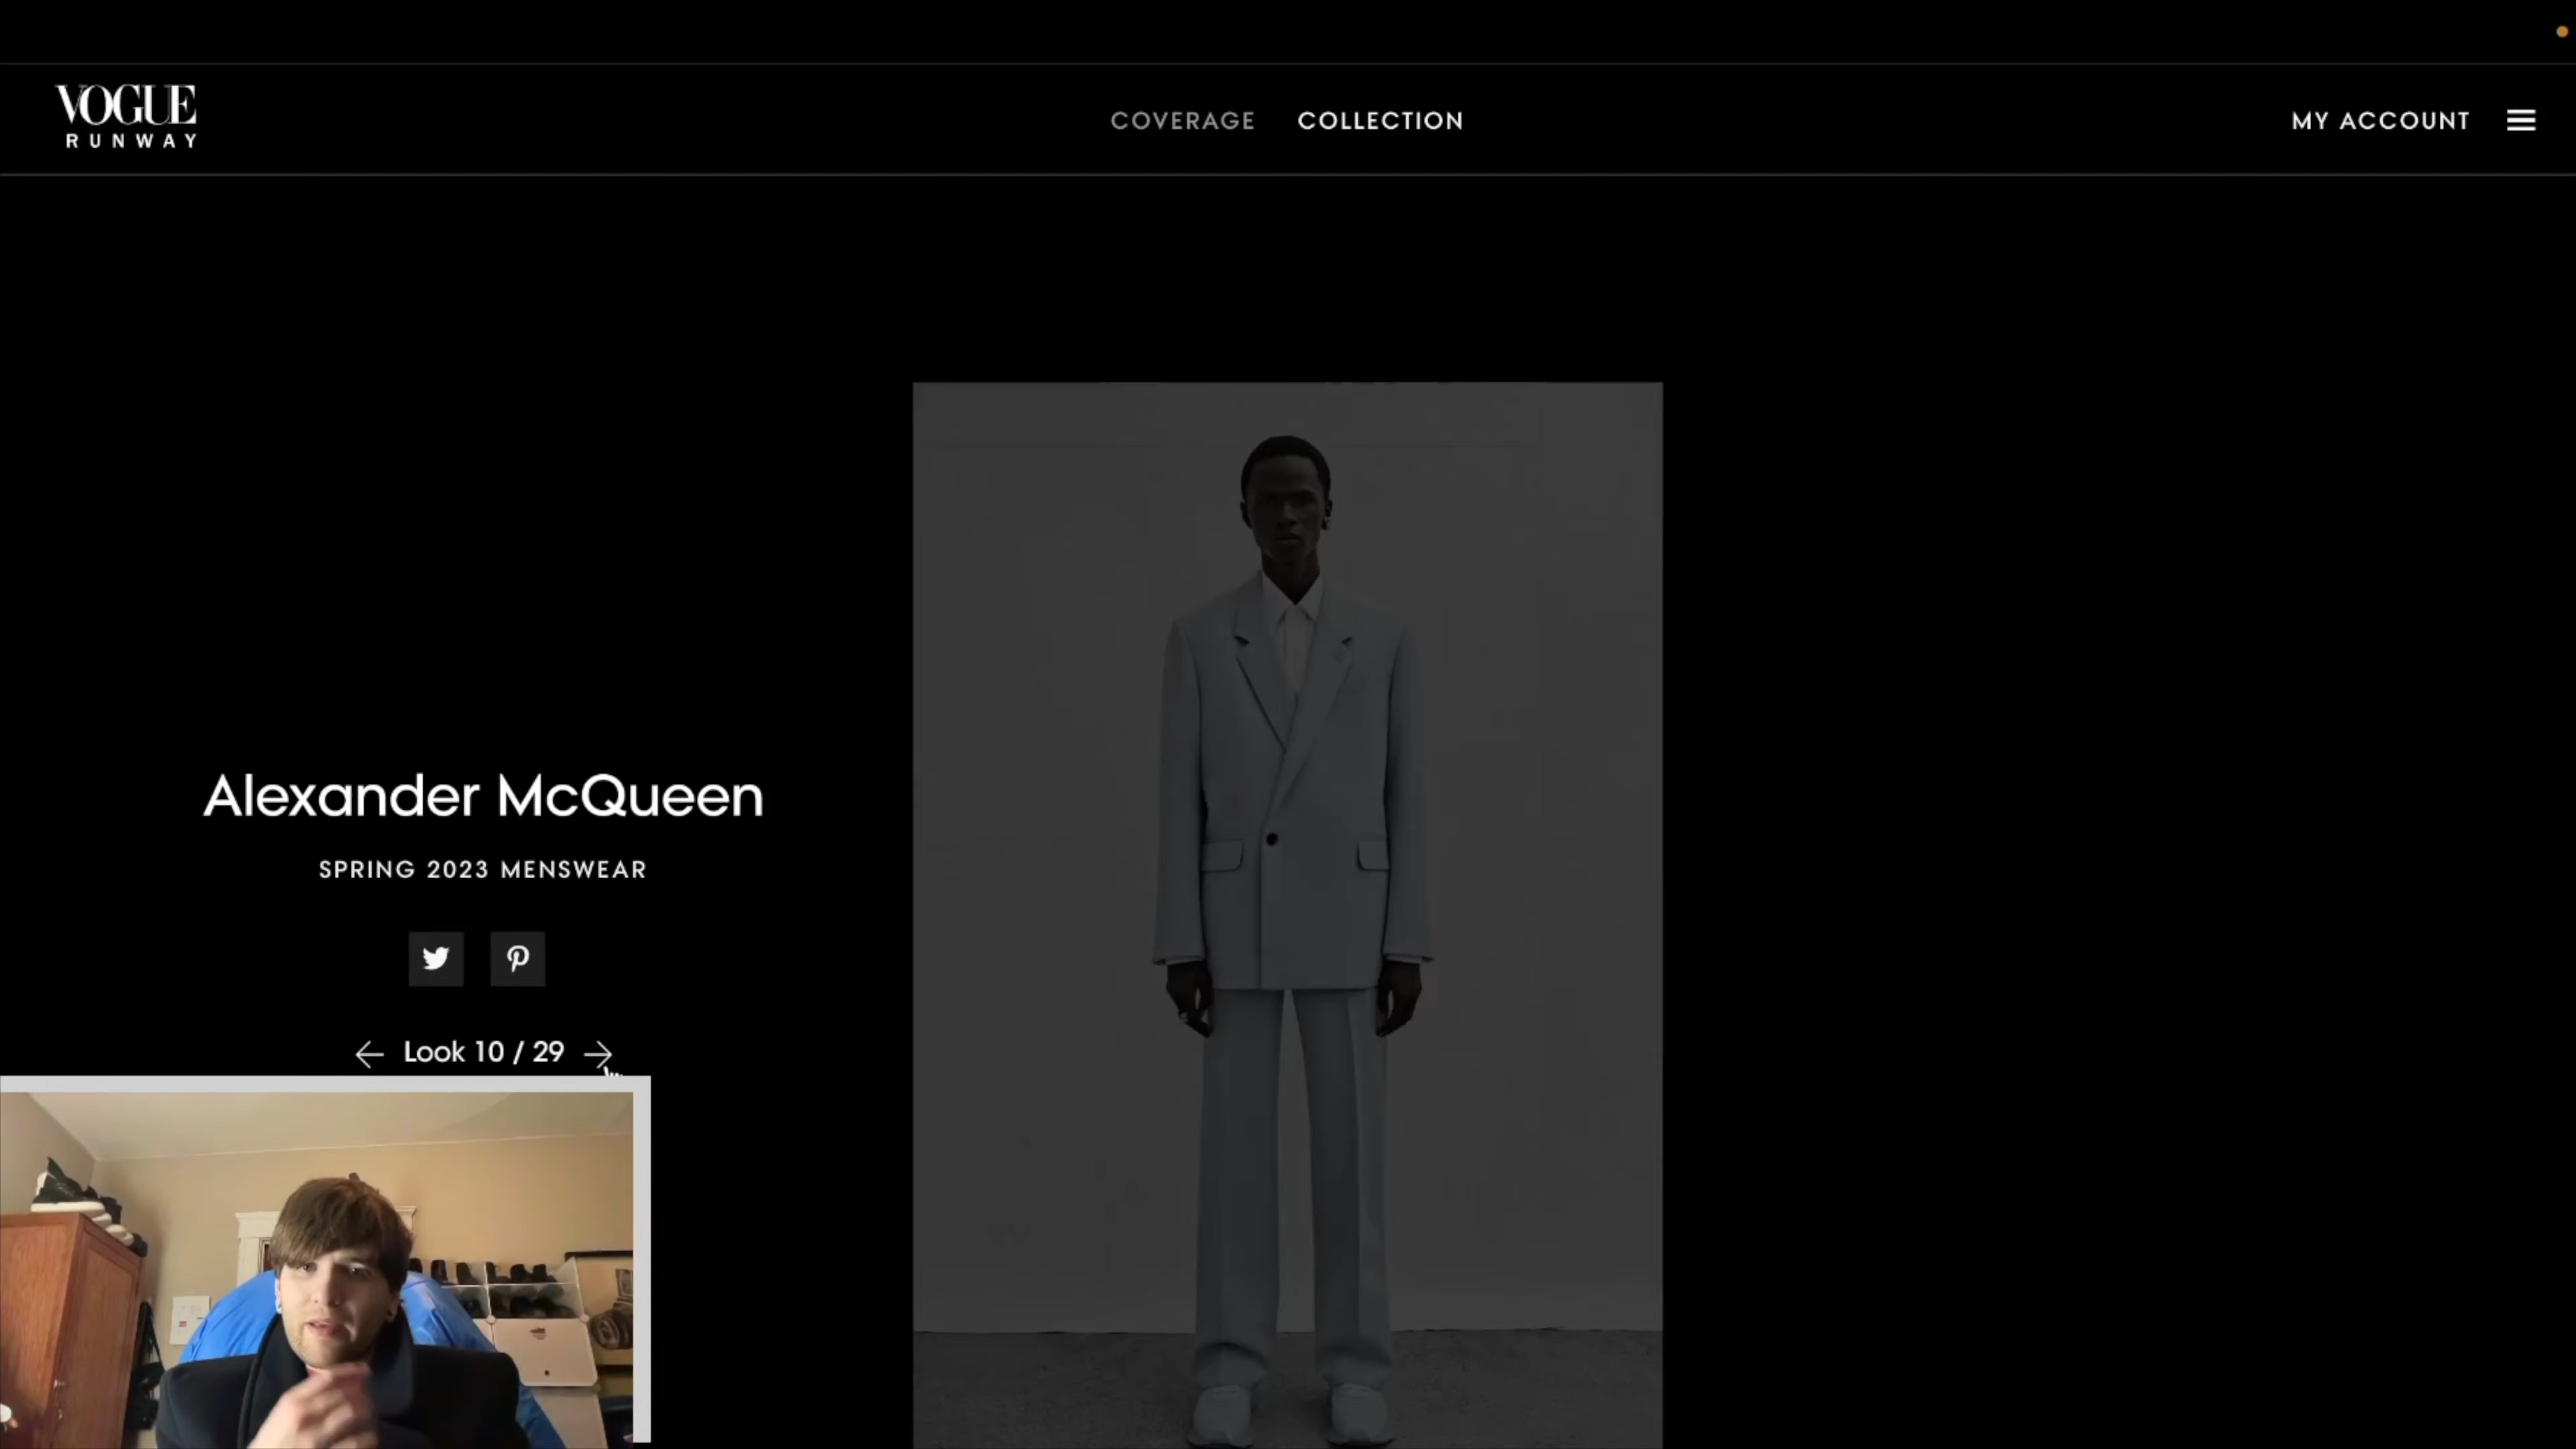 VOGUE
RUNWAY
COVERAGE COLLECTION
MY ACCOUNT
Alexander McQueen
SPRING 2023 MENSWEAR
Look 10 / 29